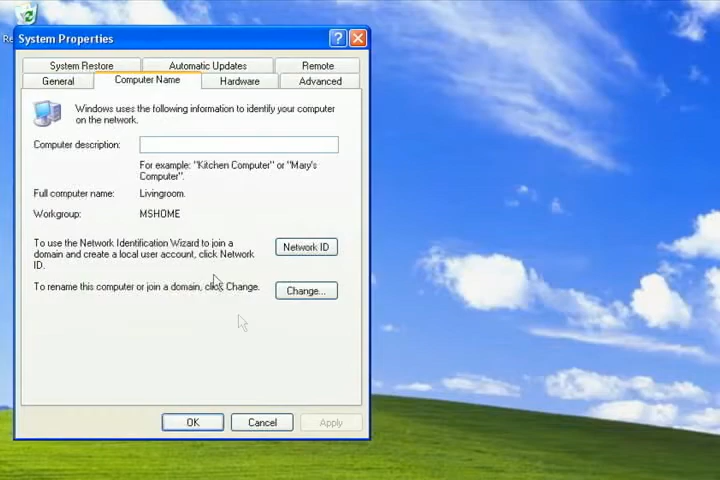 System Properties
System Restore
Automatic Updates
Remote
General
Computer Name
Hardware
Advanced
Windows uses the following information to identify your computer
on the network.
Computer description:
For example: "Kitchen Computer" or "Mary's
Computer".
Full computer name:
Livingroom.
Workgroup:
MSHOME
To use the Network Identification Wizard to join a
domain and create a local user account, click Network
ID.
Network ID
To rename this computer or join a domain, click Change.
Change...
OK
Cancel
Apply